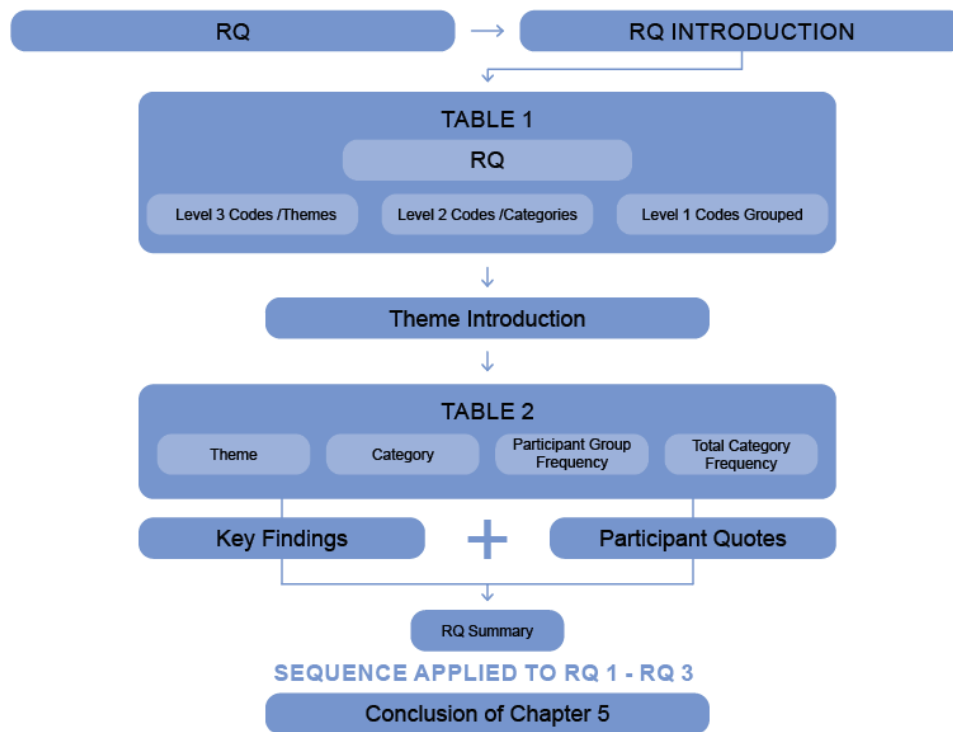 RQ
RQ INTRODUCTION
TABLE 1
RQ
Level 3 Codes /Themes
Level 2 Codes /Categories
Level 1 Codes Grouped
Theme Introduction
TABLE 2
Theme
Category
Participant Group
Frequency
Total Category
Frequency
Key Findings
+
Participant Quotes
RQ Summary
SEQUENCE APPLIED TO RQ 1 - RQ 3
Conclusion of Chapter 5